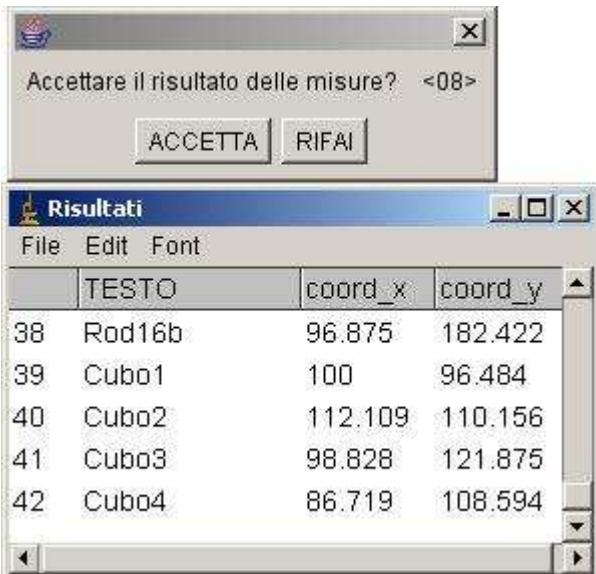 Accettare il risultato delle misure? <08>
ACCETTA RIFAI
Risultati
File Edit Font
TESTO coord_x coord_y
38 Rod16b 96.875 182.422
39 Cubo1 100 96.484
40 Cubo2 112.109 110.156
41 Cubo3 98.828 121.875
42 Cubo4 86.719 108.594